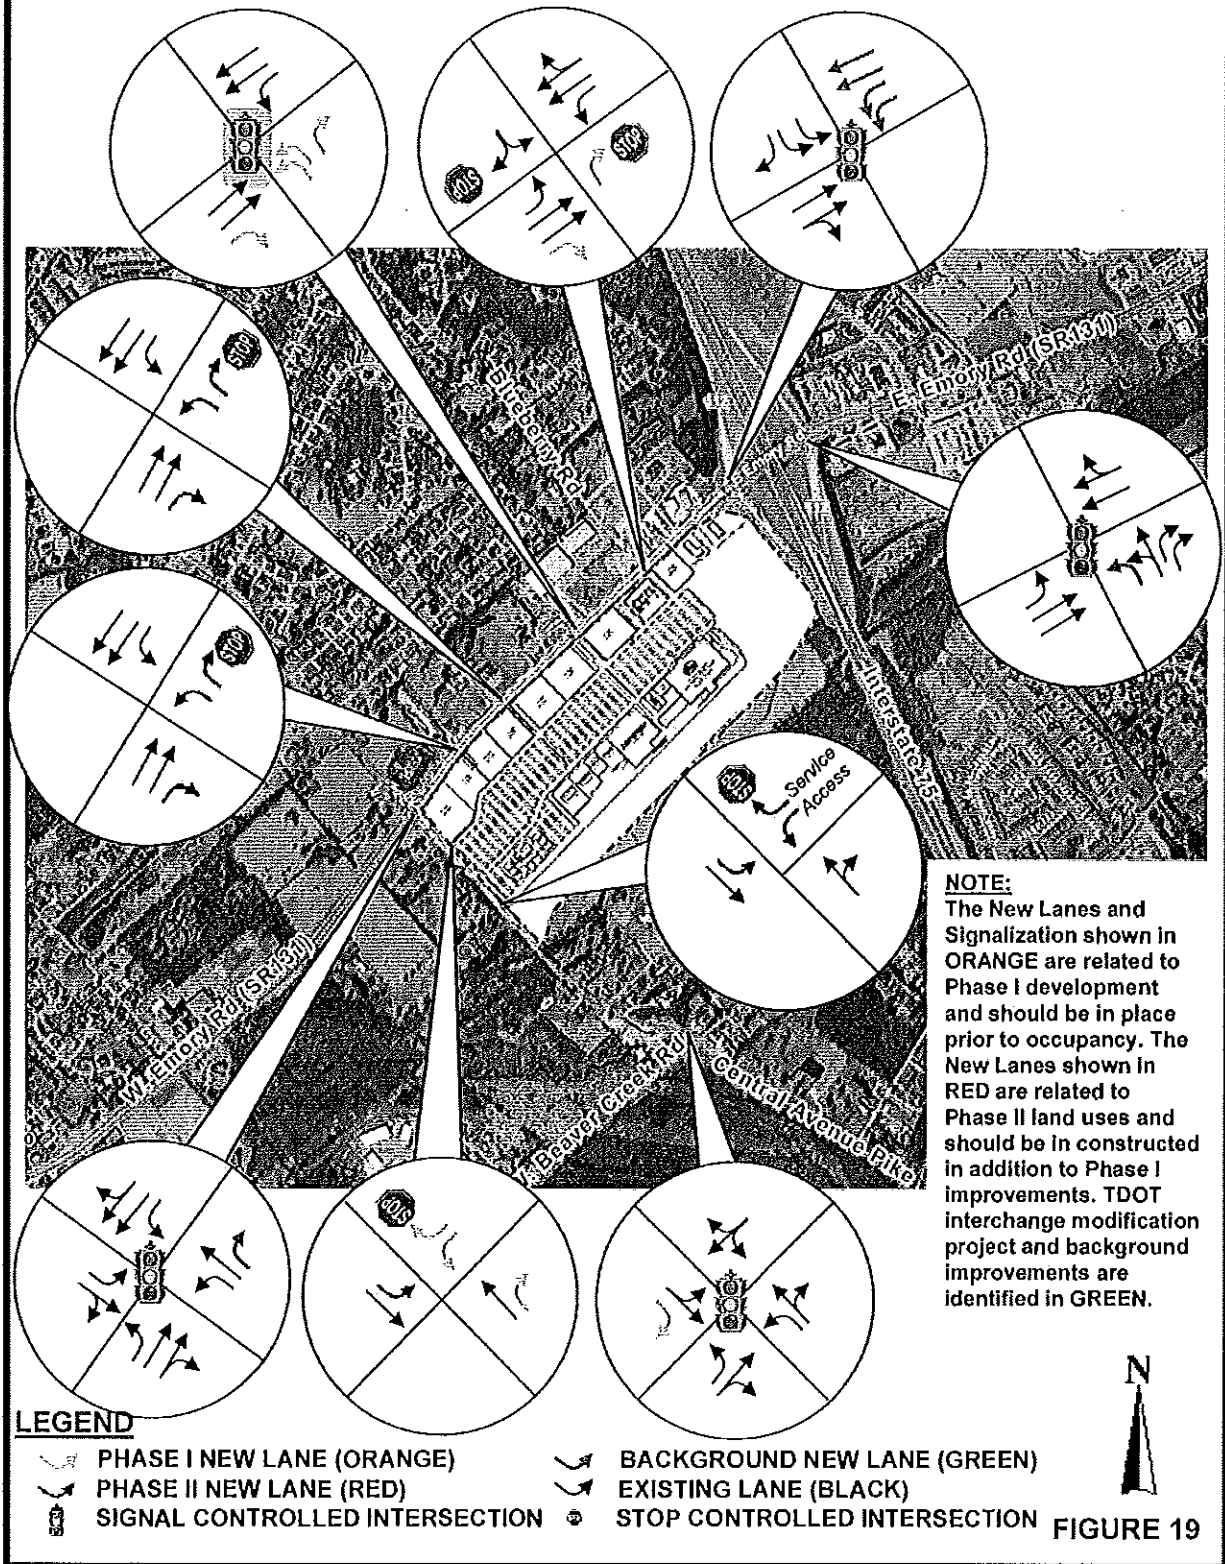 STOP
STOP
STOP
STOP
Blueberry Rd
E. Emory Rd (SR131)
Emory Rd
Interstate 75
Service
Access
W. Emory Rd (SR131)
W Beaver Creek Rd
Central Avenue Pike
STOP
STOP
NOTE:
The New Lanes and
Signalization shown in
ORANGE are related to
Phase I development
and should be in place
prior to occupancy. The
New Lanes shown in
RED are related to
Phase II land uses and
should be in constructed
in addition to Phase I
improvements. TDOT
interchange modification
project and background
improvements are
identified in GREEN.
N
LEGEND
PHASE I NEW LANE (ORANGE)
BACKGROUND NEW LANE (GREEN)
PHASE II NEW LANE (RED)
EXISTING LANE (BLACK)
SIGNAL CONTROLLED INTERSECTION
STOP CONTROLLED INTERSECTION
FIGURE 19